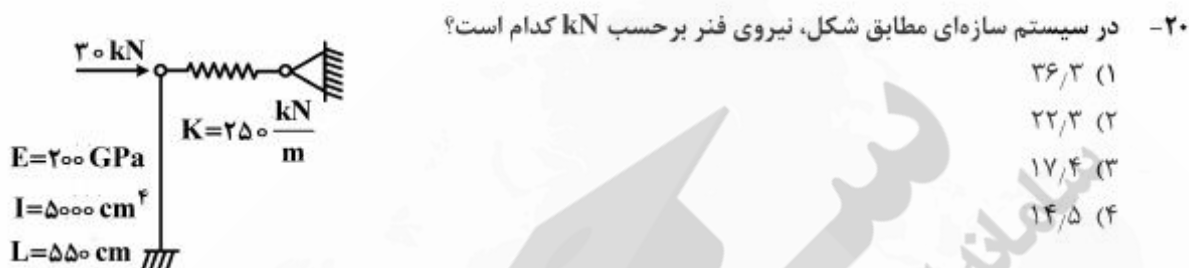 ۲۰- در سیستم سازه‌ای مطابق شکل، نیروی فنر برحسب kN کدام است؟
۱) ۳۶٫۳
۲) ۲۲٫۳
۳) ۱۷٫۴
۴) ۱۴٫۵
۳۰ kN
K=۲۵۰ kN/m
E=۲۰۰ GPa
I=۵۰۰۰ cm۴
L=۵۵۰ cm